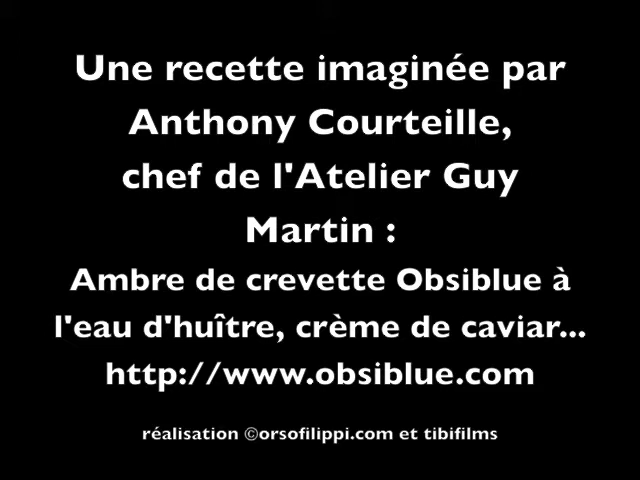 Une recette imaginée par
Anthony Courteille,
chef de l'Atelier Guy
Martin :
Ambre de crevette Obsiblue à
l'eau d'huître, crème de caviar...
http://www.obsiblue.com
réalisation ©orsofilippi.com et tibifilms